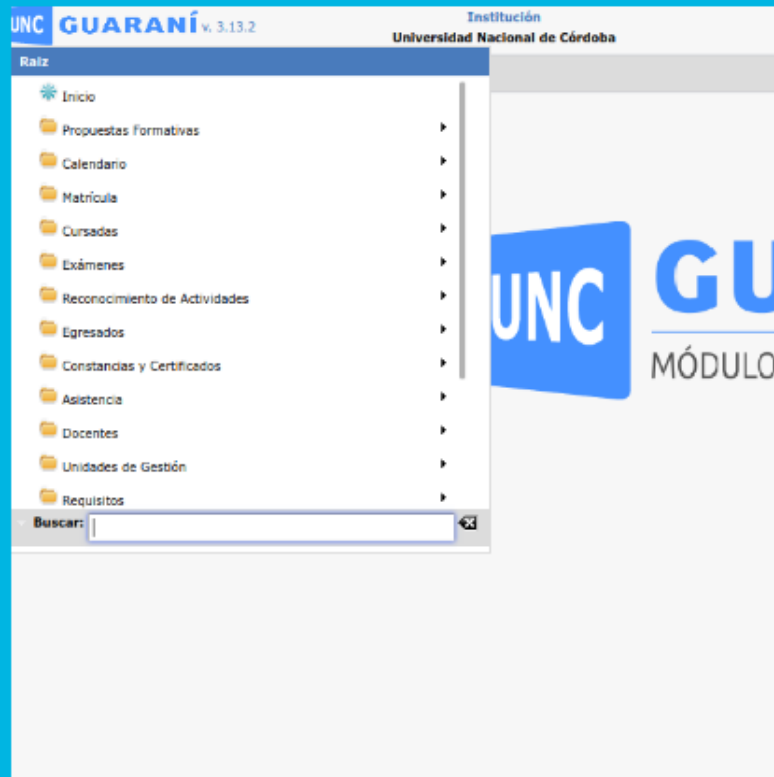 UNC GUARANÍ v. 3.13.2
Institución
Universidad Nacional de Córdoba
Raiz
Inicio
Propuestas Formativas
Calendario
Matrícula
Cursadas
Exámenes
Reconocimiento de Actividades
Egresados
Constancias y Certificados
Asistencia
Docentes
Unidades de Gestión
Requisitos
Buscar:
UNC GU
MÓDULO